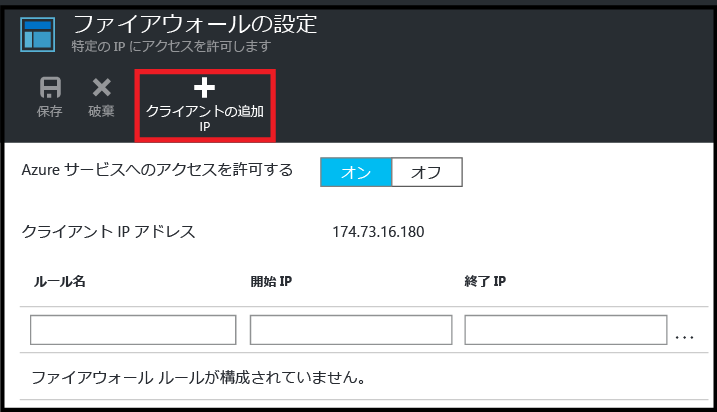 ファイアウォールの設定
特定の IP にアクセスを許可します
保存 破棄 クライアントの追加
IP
Azure サービスへのアクセスを許可する オン オフ
クライアント IP アドレス 174.73.16.180
ルール名 開始 IP 終了 IP
...
ファイアウォール ルールが構成されていません。